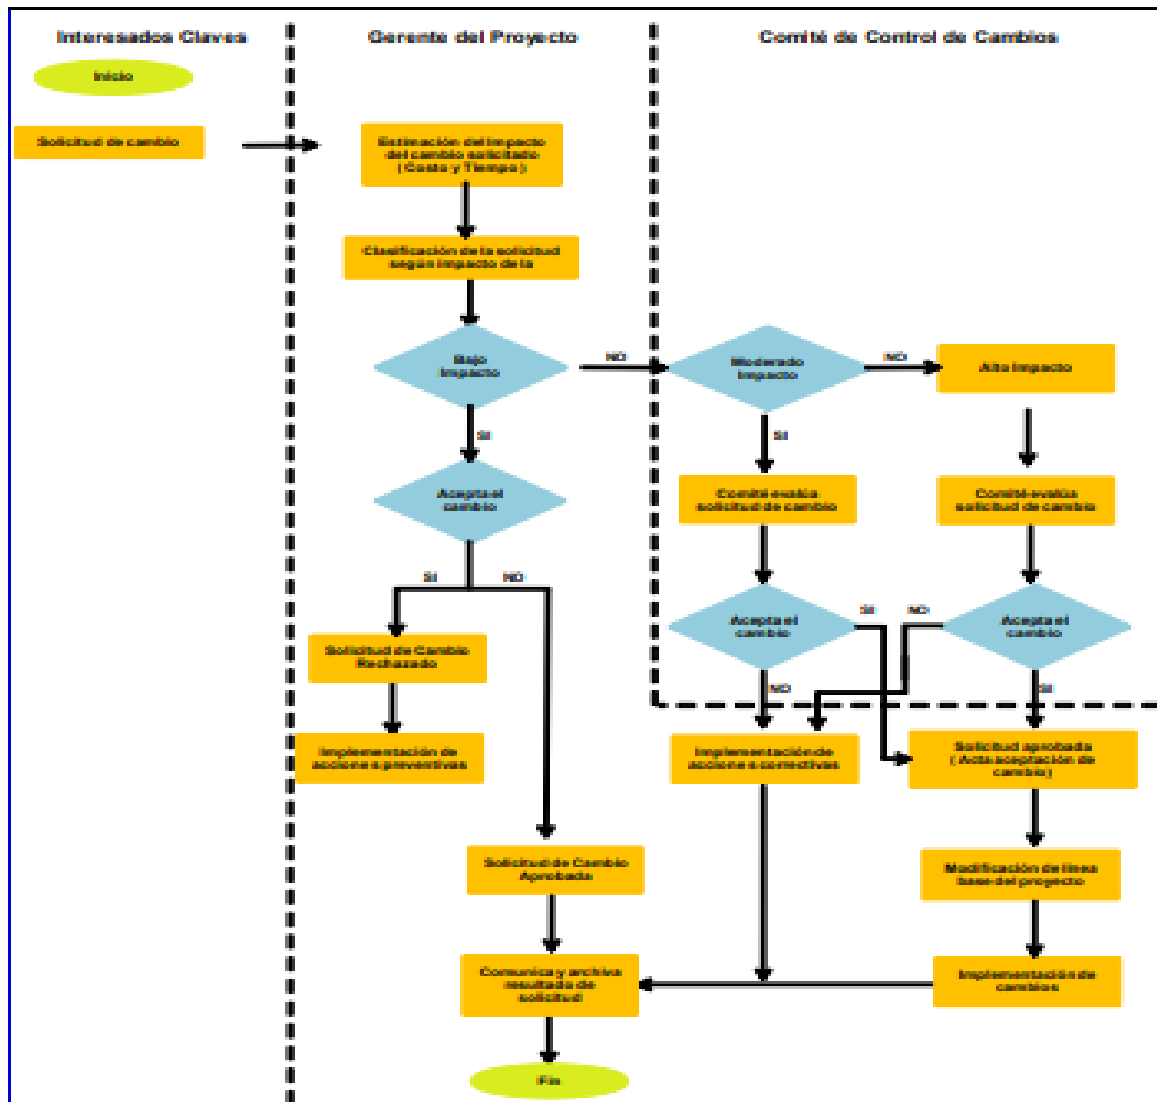 Interesados Claves
Gerente del Proyecto
Comité de Control de Cambios
Inicio
Solicitud de cambio
Estimación del impacto
del cambio solicitado
(Costo y Tiempo)
Clasificación de la solicitud
según impacto de la
Bajo
Impacto
NO
Moderado
Impacto
NO
Alto Impacto
SI
SI
Acepta el
cambio
Comité evalúa
solicitud de cambio
Comité evalúa
solicitud de cambio
SI
NO
Acepta el
cambio
SI
NO
Acepta el
cambio
Solicitud de Cambio
Rechazado
NO
SI
Implementación de
acciones preventivas
Implementación de
acciones correctivas
Solicitud aprobada
(Acta aceptación de
cambio)
Solicitud de Cambio
Aprobada
Modificación de línea
base del proyecto
Comunica y archiva
resultado de
solicitud
Implementación de
cambios
Fin